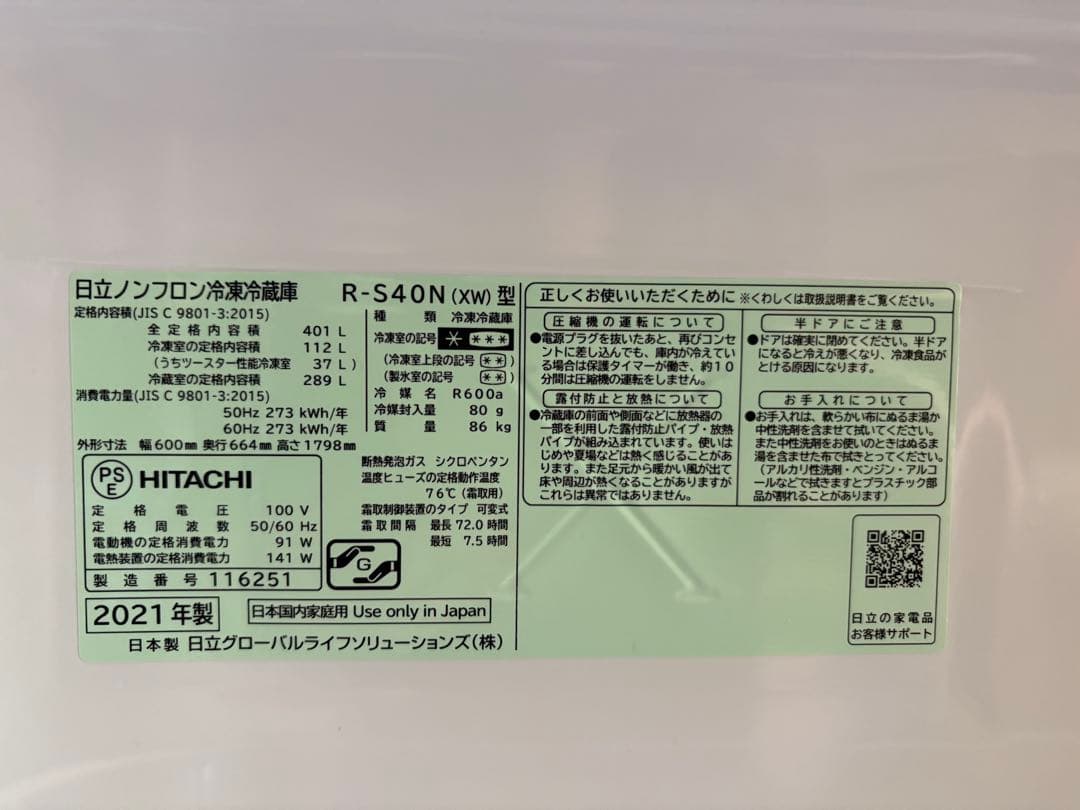 日立ノンフロン冷凍冷蔵庫 R-S40N (XW) 型
定格内容積(JIS C 9801-3:2015)
全定格内容積 401 L
冷凍室の定格内容積 112 L
(うちツースター性能冷凍室 37 L)
冷蔵室の定格内容積 289 L
消費電力量(JIS C 9801-3:2015)
50Hz 273 kWh/年
60Hz 273 kWh/年
外形寸法 幅600mm 奥行664mm 高さ1798mm
種類 冷凍冷蔵庫
冷凍室の記号 * ***
(冷凍室上段の記号 **)
(製氷室の記号 **)
冷媒名 R600a
冷媒封入量 80 g
質量 86 kg
PS
E
HITACHI
定格電圧 100 V
定格周波数 50/60 Hz
電動機の定格消費電力 91 W
電熱装置の定格消費電力 141 W
製造番号 116251
断熱発泡ガス シクロペンタン
温度ヒューズの定格動作温度
76℃(霜取用)
霜取制御装置のタイプ 可変式
霜取間隔 最長 72.0 時間
最短 7.5 時間
G
2021年製
日本国内家庭用 Use only in Japan
日本製 日立グローバルライフソリューションズ(株)
正しくお使いいただくために ※くわしくは取扱説明書をご覧ください。
圧縮機の運転について
●電源プラグを抜いたあと、再びコンセ
ントに差し込んでも、庫内が冷えてい
る場合は保護タイマーが働き、約10
分間は圧縮機の運転をしません。
露付防止と放熱について
●冷蔵庫の前面や側面などに放熱器の
一部を利用した露付防止パイプ・放熱
パイプが組み込まれています。使いは
じめや夏場などは熱く感じることがあ
ります。また足元から暖かい風が出て
床や周辺が熱くなることがありますが
これらは異常ではありません。
半ドアにご注意
●ドアは確実に閉めてください。半ドア
になると冷えが悪くなり、冷凍食品が
とける原因になります。
お手入れについて
●お手入れは、軟らかい布にぬるま湯か
中性洗剤を含ませて拭いてください。
また中性洗剤をお使いのときはぬるま
湯を含ませた布で拭きとってください。
(アルカリ性洗剤・ベンジン・アルコ
ールなどで拭きますとプラスチック部
品が割れることがあります)
日立の家電品
お客様サポート